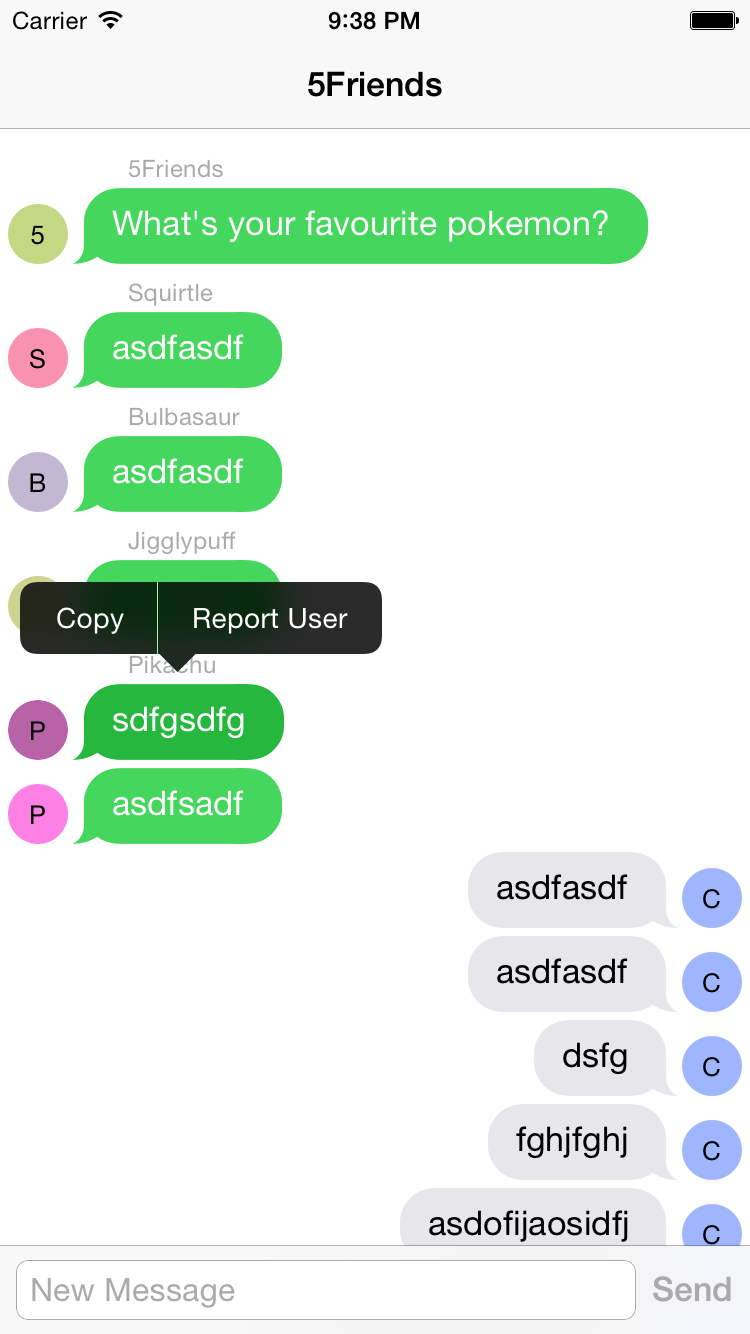 Carrier 9:38 PM
5Friends
5Friends
5 What's your favourite pokemon?
Squirtle
S asdfasdf
Bulbasaur
B asdfasdf
Jigglypuff
Copy Report User
Pikachu
P sdfgsdfg
P asdfsadf
asdfasdf C
asdfasdf C
dsfg C
fghjfghj C
asdofijaosidfj C
New Message Send